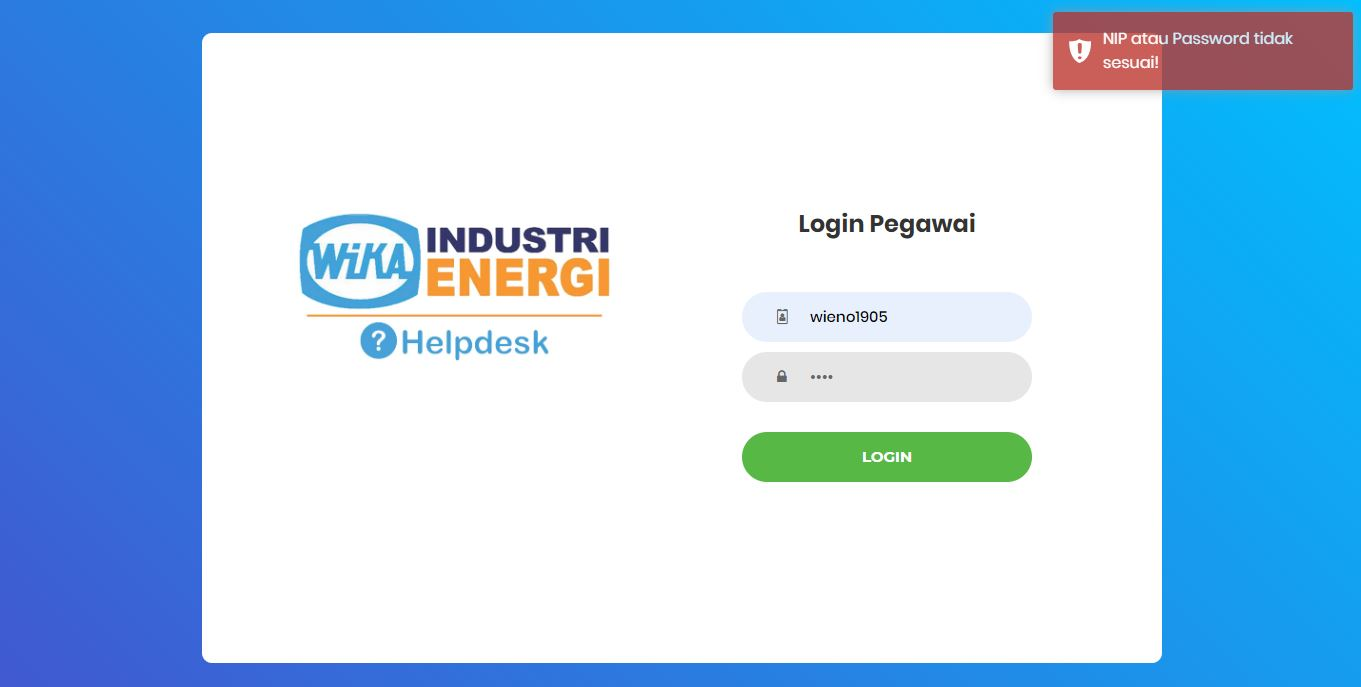 NIP atau Password tidak
sesuai!
WIKA
INDUSTRI
ENERGI
? Helpdesk
Login Pegawai
wieno1905
••••
LOGIN